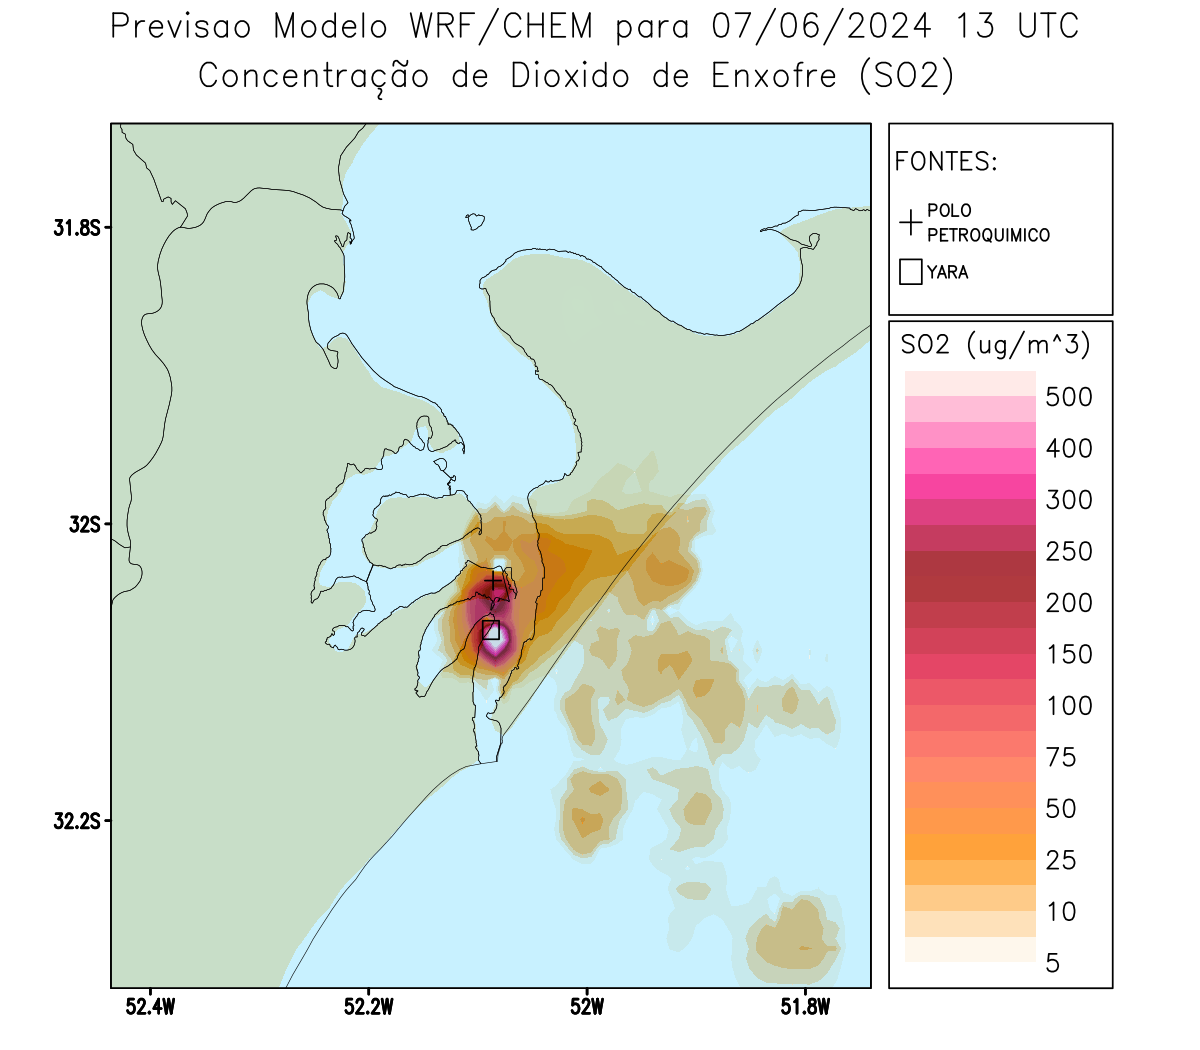 Previsao Modelo WRF/CHEM para 07/06/2024 13 UTC
Concentração de Dioxido de Enxofre (SO2)
FONTES:
POLO
PETROQUIMICO
YARA
SO2 (ug/m^3)
500
400
300
250
200
150
100
75
50
25
10
5
31.8S
32S
32.2S
52.4W
52.2W
52W
51.8W